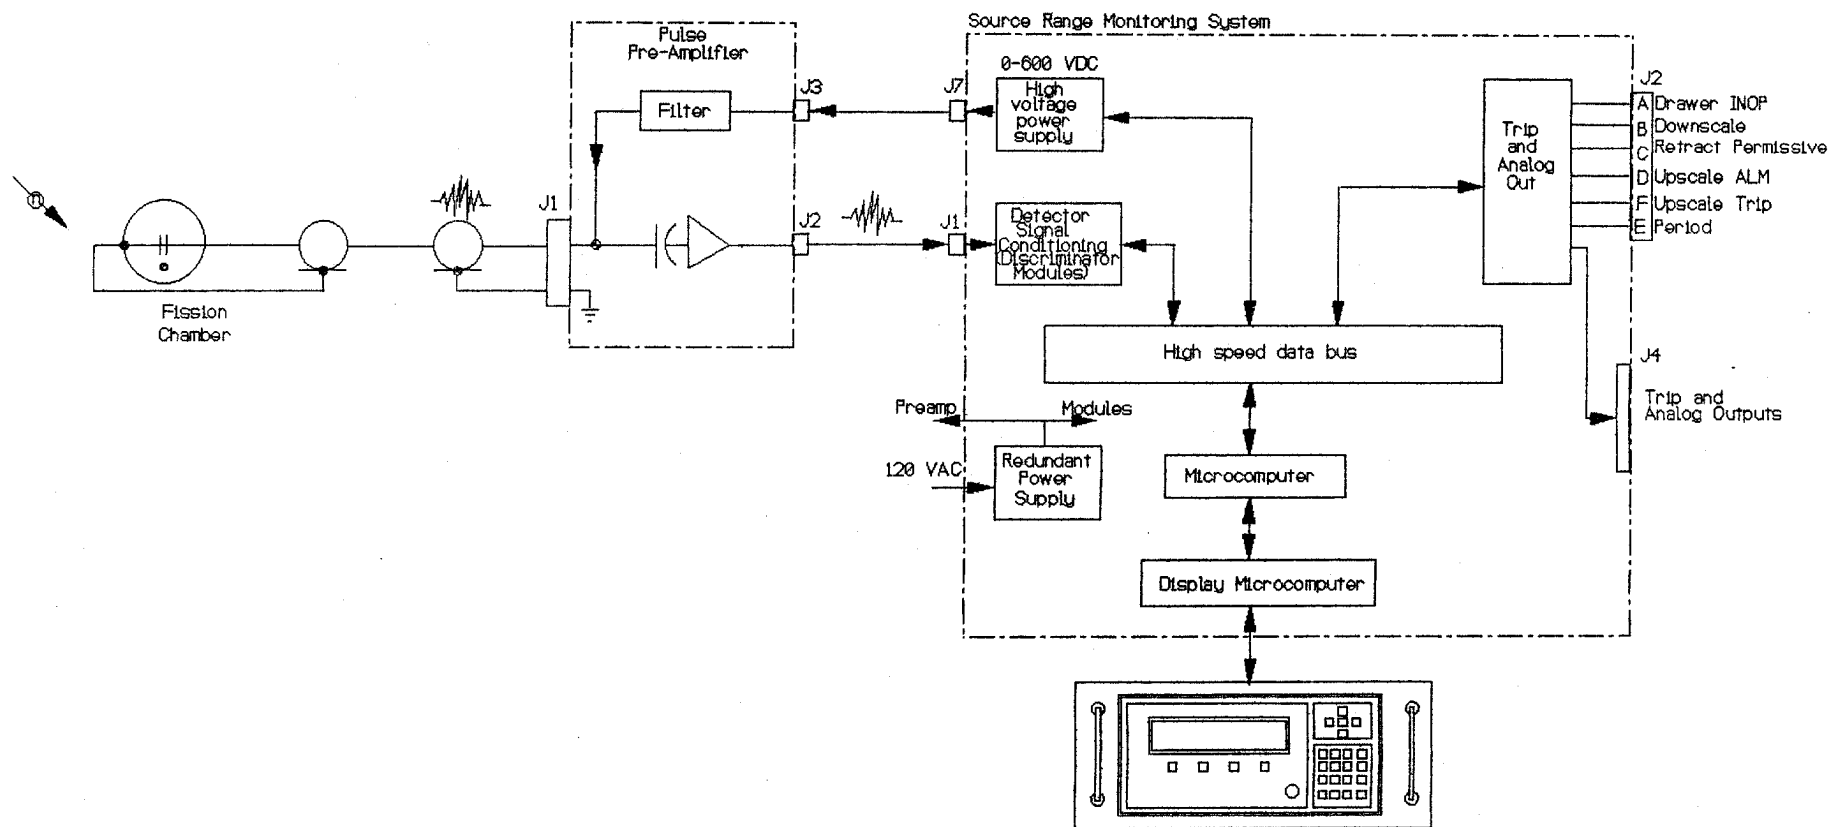 Source Range Monitoring System
Pulse
Pre-Amplifier
Filter
J3
J7
0-600 VDC
High
voltage
power
supply
Trip
and
Analog
Out
J2
A Drawer INOP
B Downscale
C Retract Permissive
D Upscale ALM
F Upscale Trip
E Period
n
J1
J2
J1
Detector
Signal
Conditioning
(Discriminator
Modules)
Fission
Chamber
High speed data bus
J4
Trip and
Analog Outputs
Preamp
Modules
120 VAC
Redundant
Power
Supply
Microcomputer
Display Microcomputer